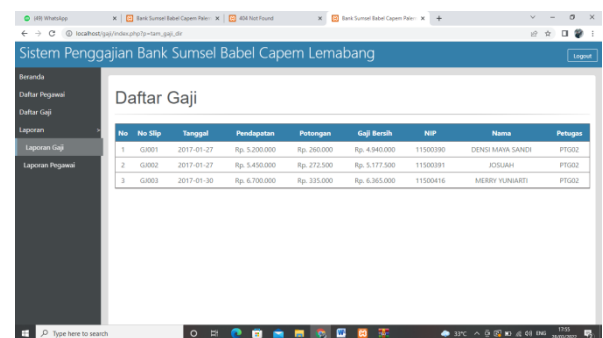 (49) WhatsApp
Bank Sumsel Babel Capem Palem
404 Not Found
Bank Sumsel Babel Capem Palem
localhost/gaji/index.php?p=tam_gaji_dir
Sistem Penggajian Bank Sumsel Babel Capem Lemabang
Logout
Beranda
Daftar Pegawai
Daftar Gaji
Laporan
Laporan Gaji
Laporan Pegawai
Daftar Gaji
No No Slip Tanggal Pendapatan Potongan Gaji Bersih NIP Nama Petugas
1 GJ001 2017-01-27 Rp. 5.200.000 Rp. 260.000 Rp. 4.940.000 11500390 DENSI MAYA SANDI PTG02
2 GJ002 2017-01-27 Rp. 5.450.000 Rp. 272.500 Rp. 5.177.500 11500391 JOSUAH PTG02
3 GJ003 2017-01-30 Rp. 6.700.000 Rp. 335.000 Rp. 6.365.000 11500416 MERRY YUNIARTI PTG02
Type here to search
33°C
ENG
17:55